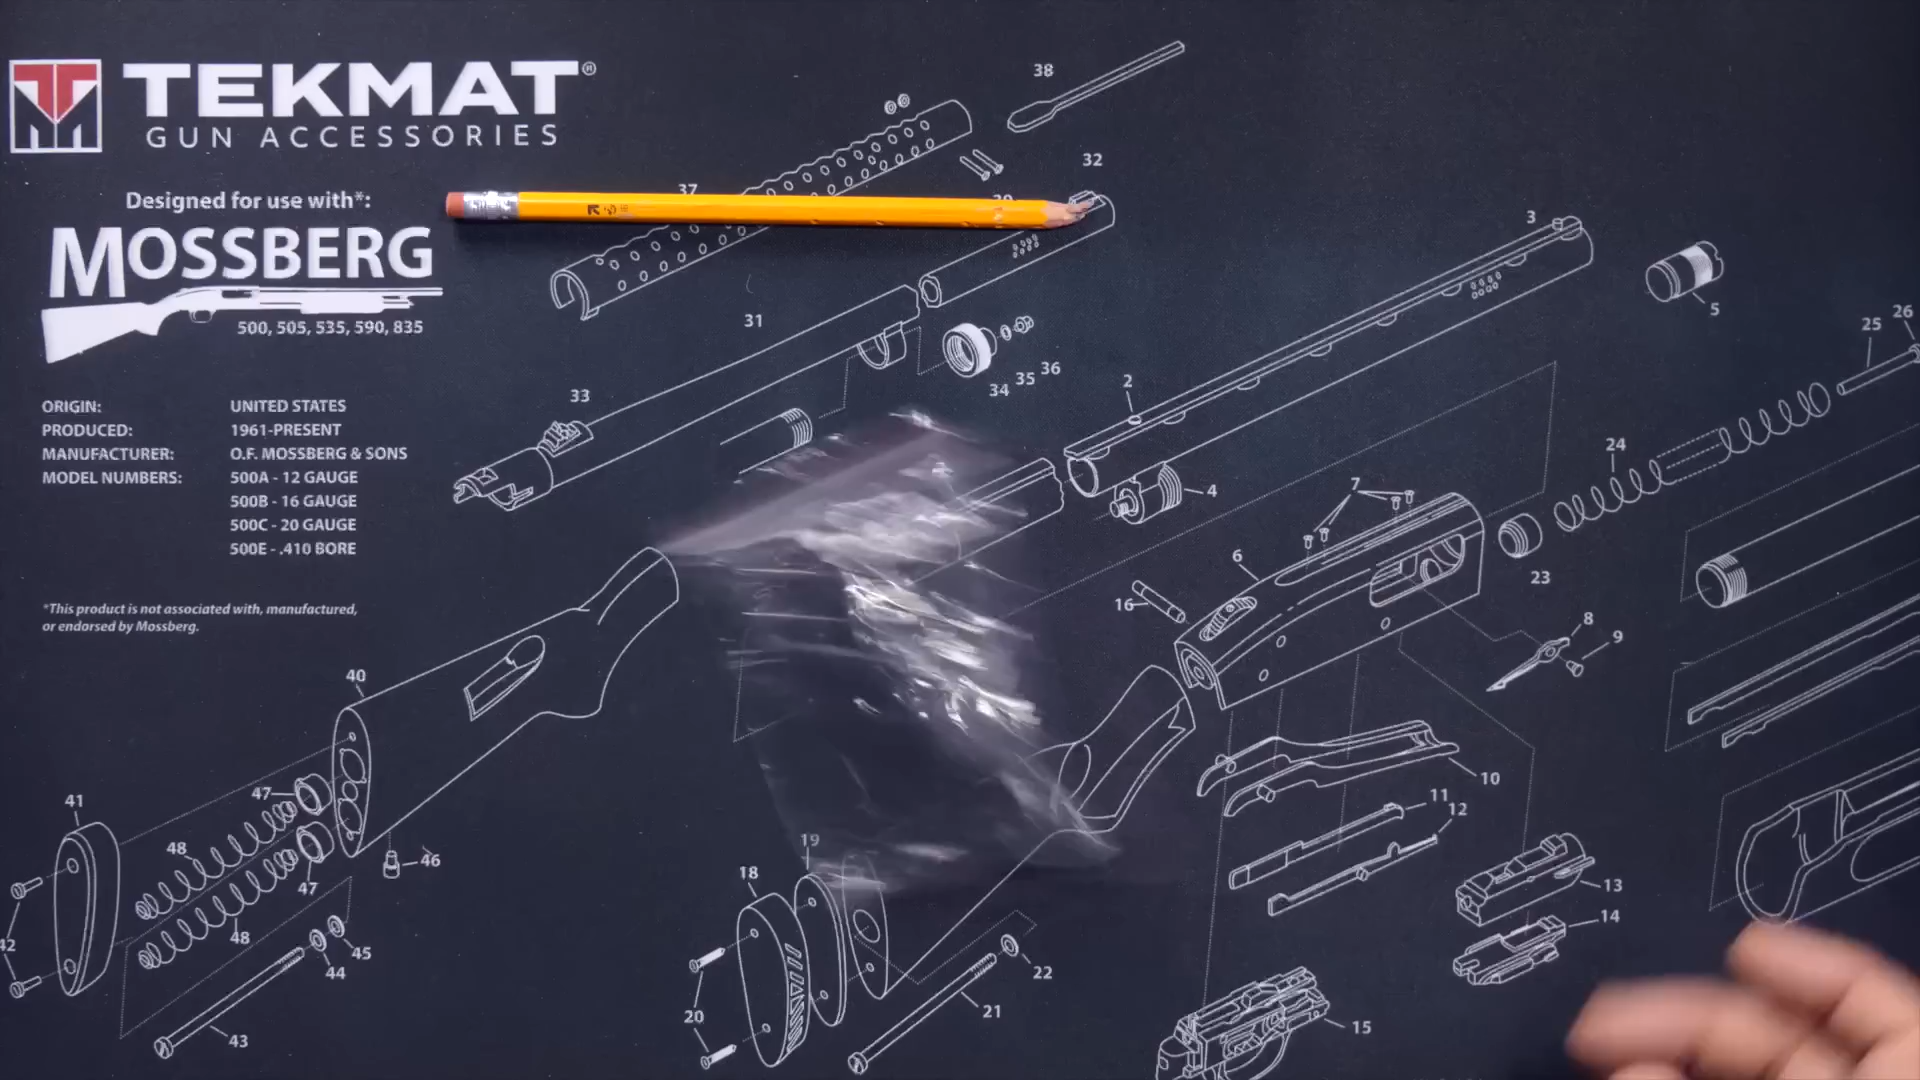 TEKMAT®
GUN ACCESSORIES
Designed for use with*:
MOSSBERG
500, 505, 535, 590, 835
ORIGIN: UNITED STATES
PRODUCED: 1961-PRESENT
MANUFACTURER: O.F. MOSSBERG & SONS
MODEL NUMBERS: 500A - 12 GAUGE
500B - 16 GAUGE
500C - 20 GAUGE
500E - .410 BORE
*This product is not associated with, manufactured,
or endorsed by Mossberg.
38
32
37
3
5
31
26
25
34 35 36
2
33
24
4
7
6
23
16
8
9
40
10
41
47
11
12
48
46
19
18
47
13
14
48
42
45
44
22
43
21
20
15